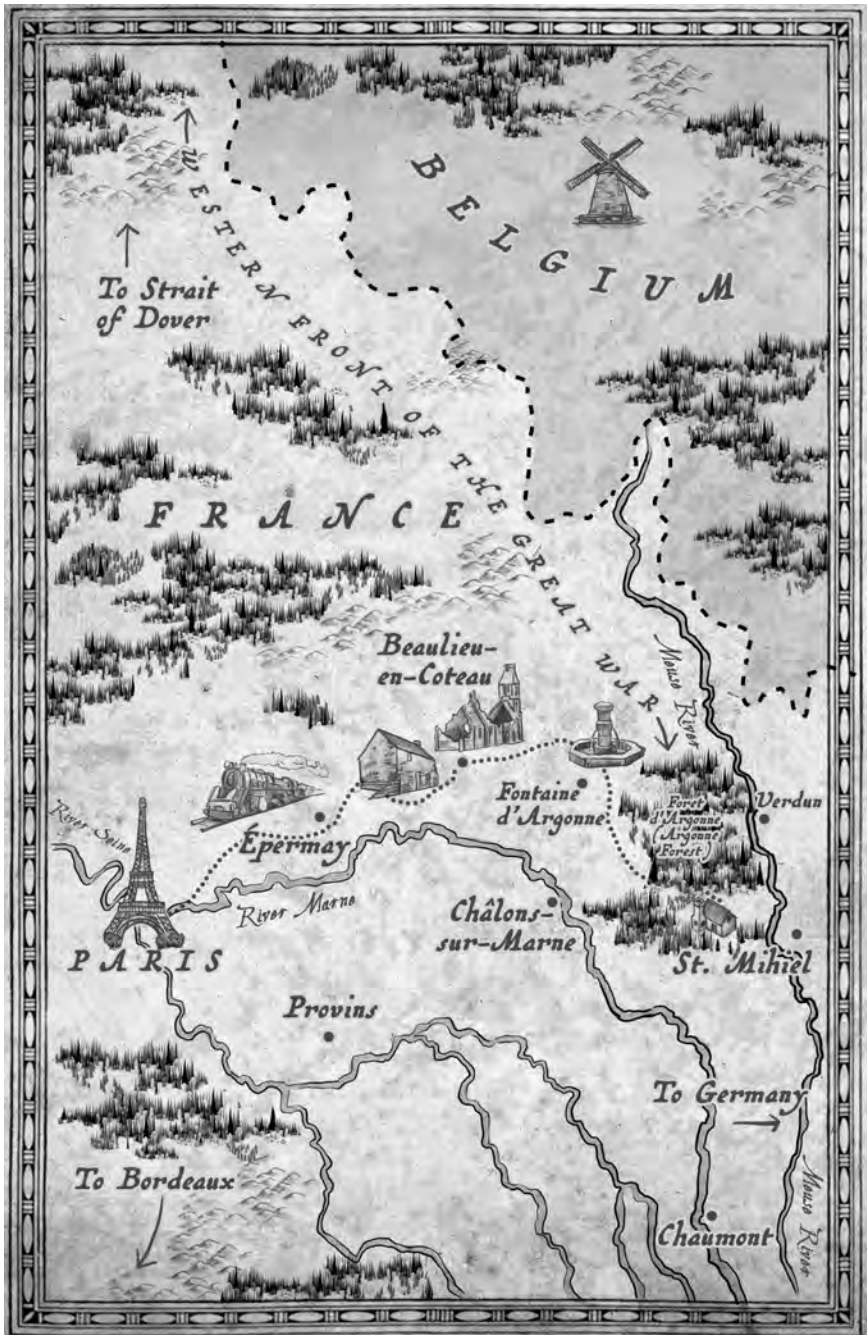 BELGIUM
WESTERN FRONT OF THE GREAT WAR
To Strait
of Dover
FRANCE
Meuse River
Beaulieu-
en-Coteau
Fontaine
d'Argonne
Foret
d'Argonne
(Argonne
Forest)
Verdun
River Seine
Épermay
River Marne
Châlons-
sur-Marne
PARIS
St. Mihiel
Provins
To Germany
To Bordeaux
Meuse River
Chaumont